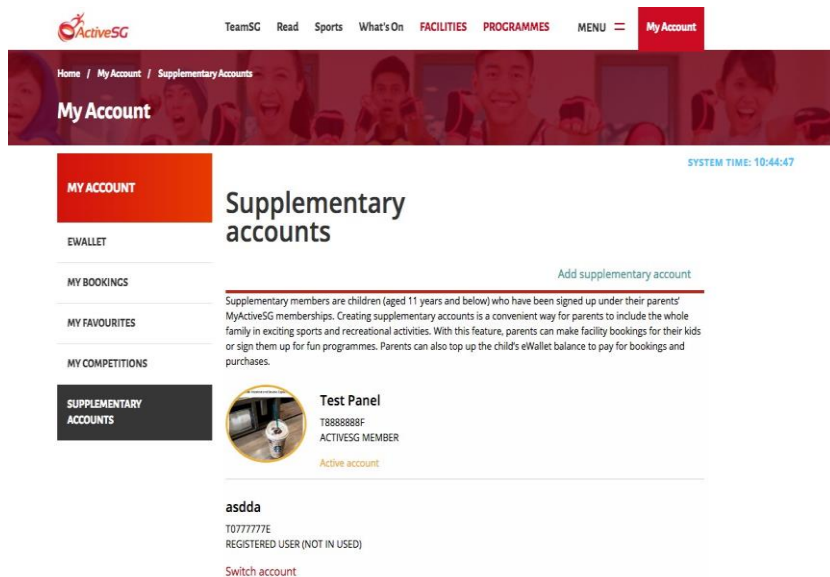 ActiveSG
TeamSG Read Sports What's On FACILITIES PROGRAMMES MENU My Account
Home / My Account / Supplementary Accounts
My Account
SYSTEM TIME: 10:44:47
MY ACCOUNT
EWALLET
MY BOOKINGS
MY FAVOURITES
MY COMPETITIONS
SUPPLEMENTARY
ACCOUNTS
Supplementary
accounts
Add supplementary account
Supplementary members are children (aged 11 years and below) who have been signed up under their parents'
MyActiveSG memberships. Creating supplementary accounts is a convenient way for parents to include the whole
family in exciting sports and recreational activities. With this feature, parents can make facility bookings for their kids
or sign them up for fun programmes. Parents can also top up the child's eWallet balance to pay for bookings and
purchases.
Test Panel
T8888888F
ACTIVESG MEMBER
Active account
asdda
T0777777E
REGISTERED USER (NOT IN USED)
Switch account